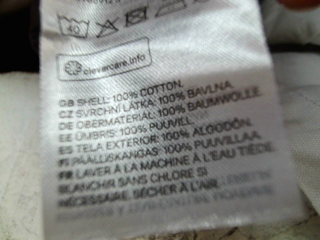 40
clevercare.info
GB SHELL: 100% COTTON.
CZ SVRCHNÍ LÁTKA: 100% BAVLNA.
DE OBERMATERIAL: 100% BAUMWOLLE.
EE ÜMBRIS: 100% PUUVILL.
ES TELA EXTERIOR: 100% ALGODÓN.
FI PÄÄLLISKANGAS: 100% PUUVILLAA.
FR LAVER À LA MACHINE À L'EAU TIÈDE.
BLANCHIR SANS CHLORE SI
NÉCESSAIRE. SÉCHER À L'AIR.